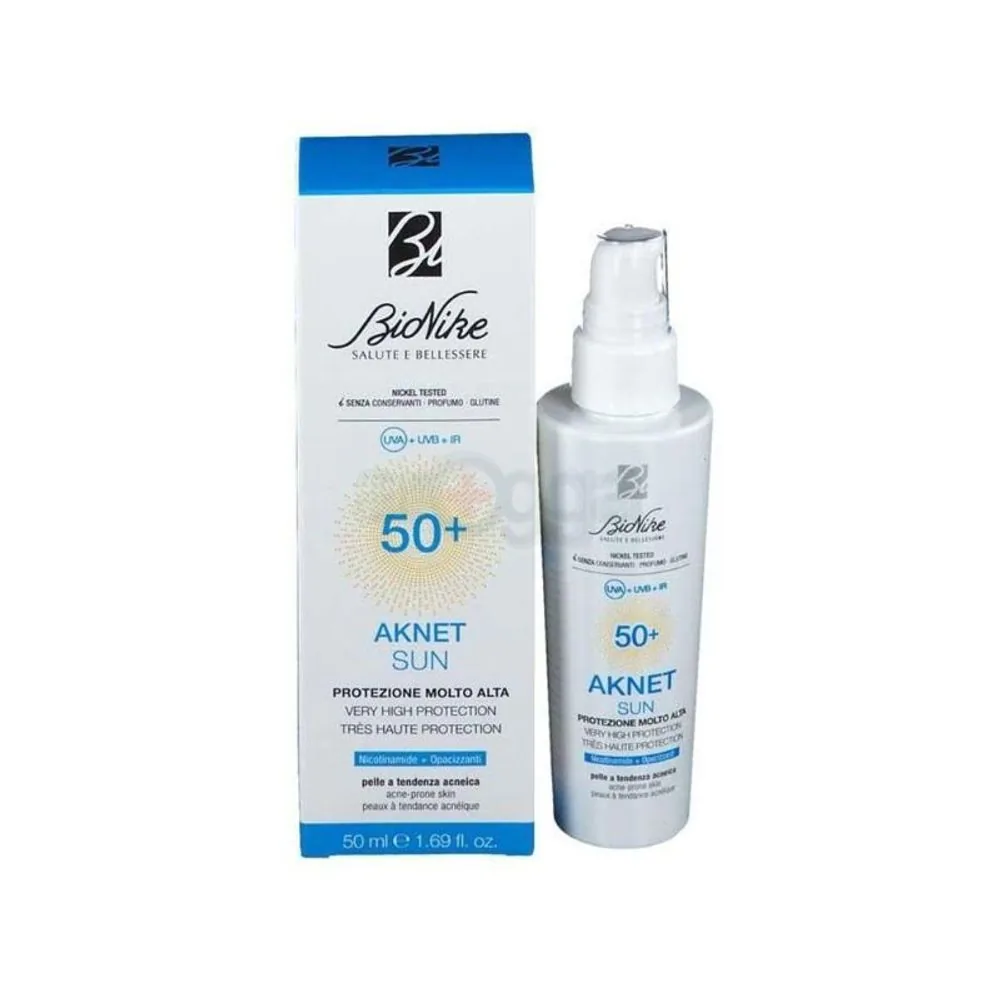 Bi
Bi
BioNike
SALUTE E BELLESSERE
NICKEL TESTED
SENZA CONSERVANTI · PROFUMO · GLUTINE
UVA + UVB + IR
50+
AKNET
SUN
PROTEZIONE MOLTO ALTA
VERY HIGH PROTECTION
TRÈS HAUTE PROTECTION
Nicotinamide + Opacizzanti
pelle a tendenza acneica
acne-prone skin
peaux à tendance acnéique
50 ml e 1.69 fl. oz.
Bi
BioNike
SALUTE E BELLESSERE
NICKEL TESTED
SENZA CONSERVANTI · PROFUMO · GLUTINE
UVA + UVB + IR
50+
AKNET
SUN
PROTEZIONE MOLTO ALTA
VERY HIGH PROTECTION
TRÈS HAUTE PROTECTION
Nicotinamide + Opacizzanti
pelle a tendenza acneica
acne-prone skin
peaux à tendance acnéique